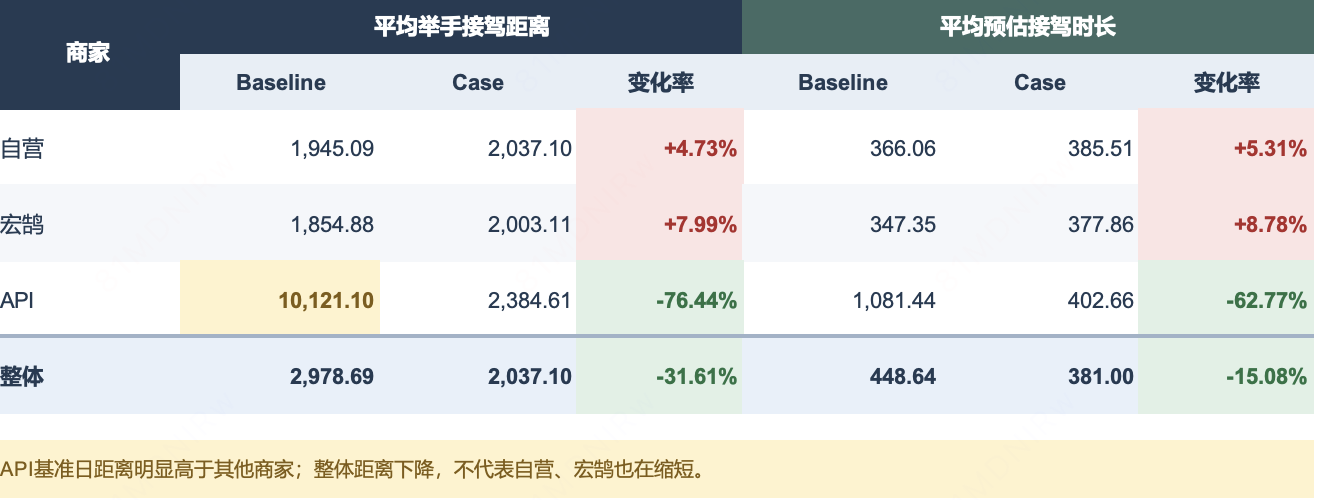 商家 平均举手接驾距离 平均预估接驾时长
Baseline Case 变化率 Baseline Case 变化率
自营 1,945.09 2,037.10 +4.73% 366.06 385.51 +5.31%
宏鹄 1,854.88 2,003.11 +7.99% 347.35 377.86 +8.78%
API 10,121.10 2,384.61 -76.44% 1,081.44 402.66 -62.77%
整体 2,978.69 2,037.10 -31.61% 448.64 381.00 -15.08%
API基准日距离明显高于其他商家；整体距离下降，不代表自营、宏鹄也在缩短。